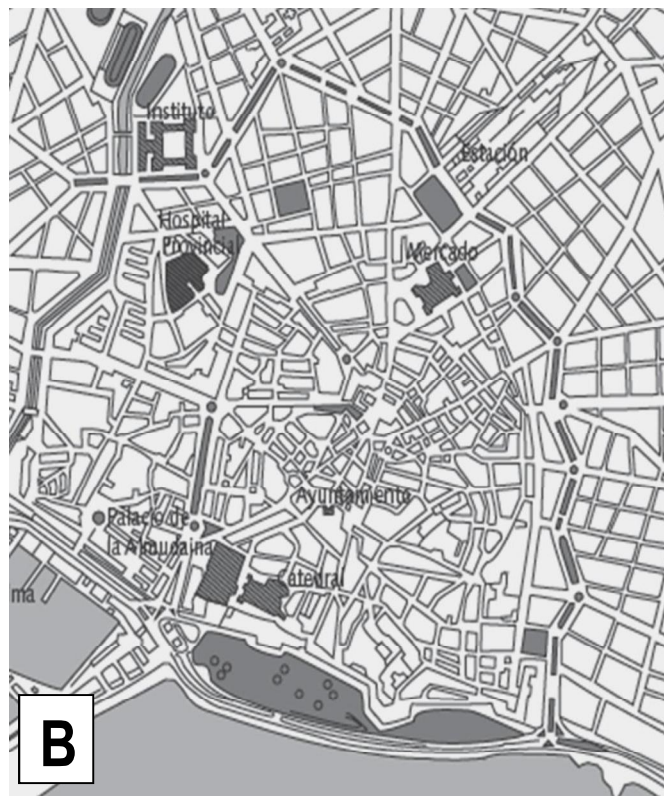 Instituto
Estación
Hospital
Provincial
Mercado
Ayuntamiento
Palacio de
la Almudaina
Catedral
ma
B